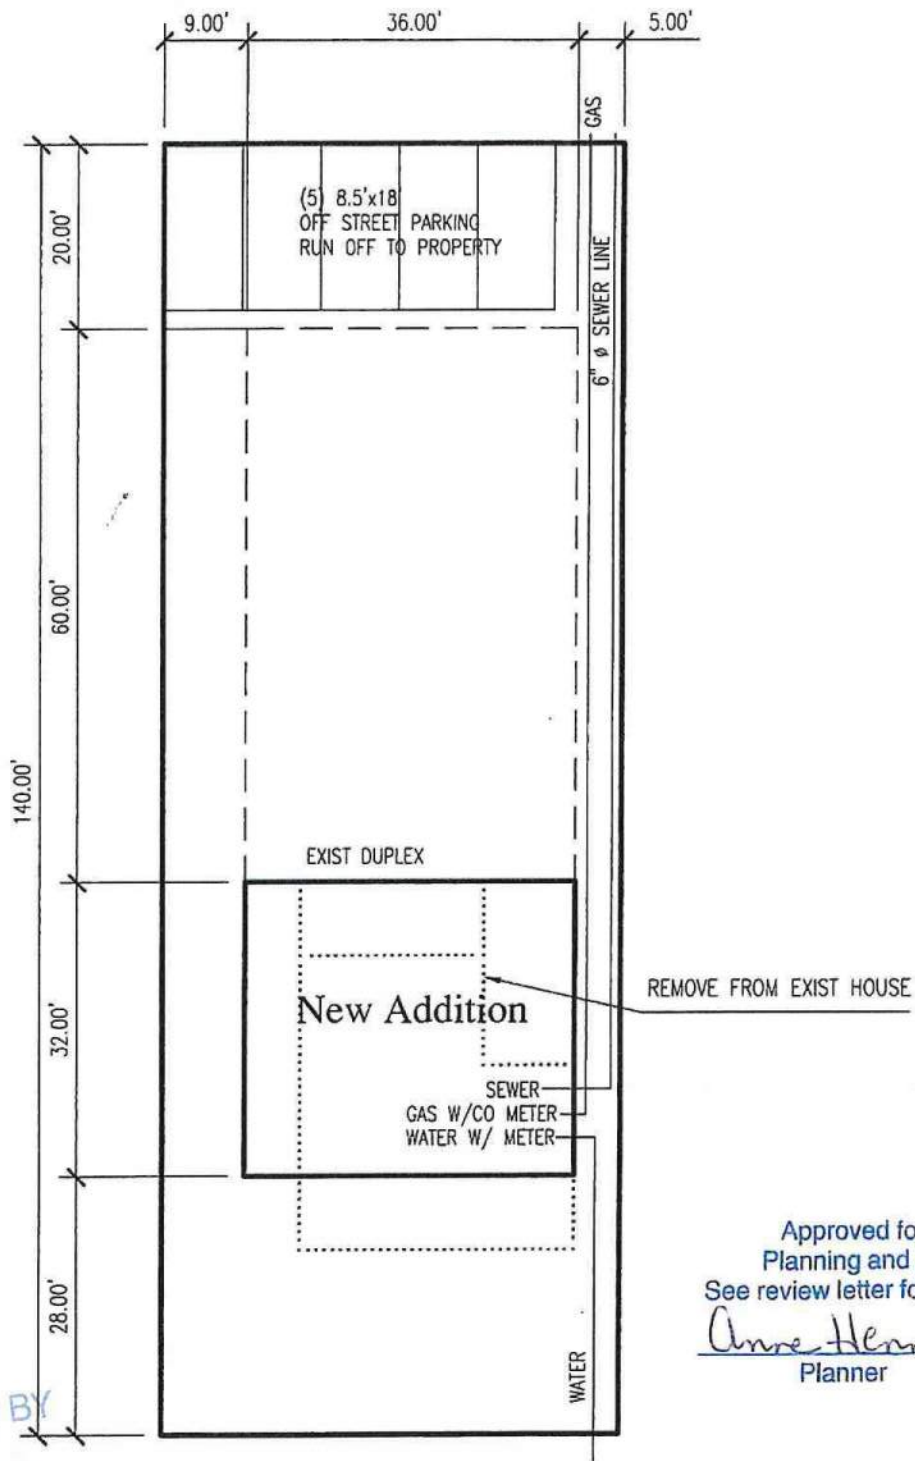 9.00' 36.00' 5.00'
GAS
(5) 8.5'x18'
OFF STREET PARKING
RUN OFF TO PROPERTY
20.00'
6" ø SEWER LINE
60.00'
140.00'
EXIST DUPLEX
REMOVE FROM EXIST HOUSE
New Addition
32.00'
SEWER
GAS W/CO METER
WATER W/ METER
28.00'
WATER
Approved fo
Planning and
See review letter fo
Anne
Planner
BY